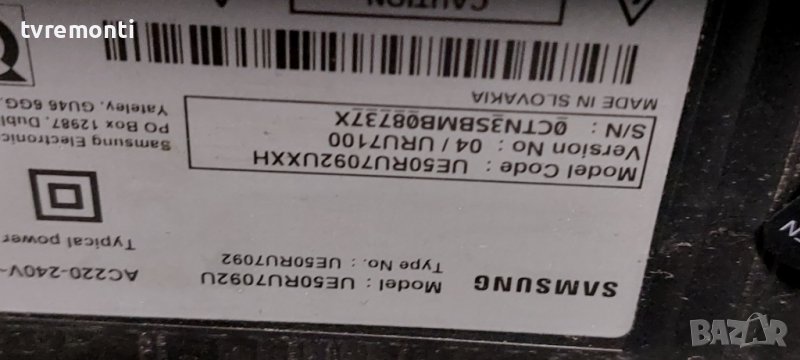 tvremonti
SAMSUNG
Model : UE50RU7092U
Type No. : UE50RU7092
AC220-240V~
Typical power
Model Code : UE50RU7092UXXH
Version No : 04 / URU7100
S/N : 0CTN3SBMB08737X
Samsung Electronic
PO Box 12987, Dubl
Yateley, GU46 6GG
MADE IN SLOVAKIA
CAUTION
BAZAR